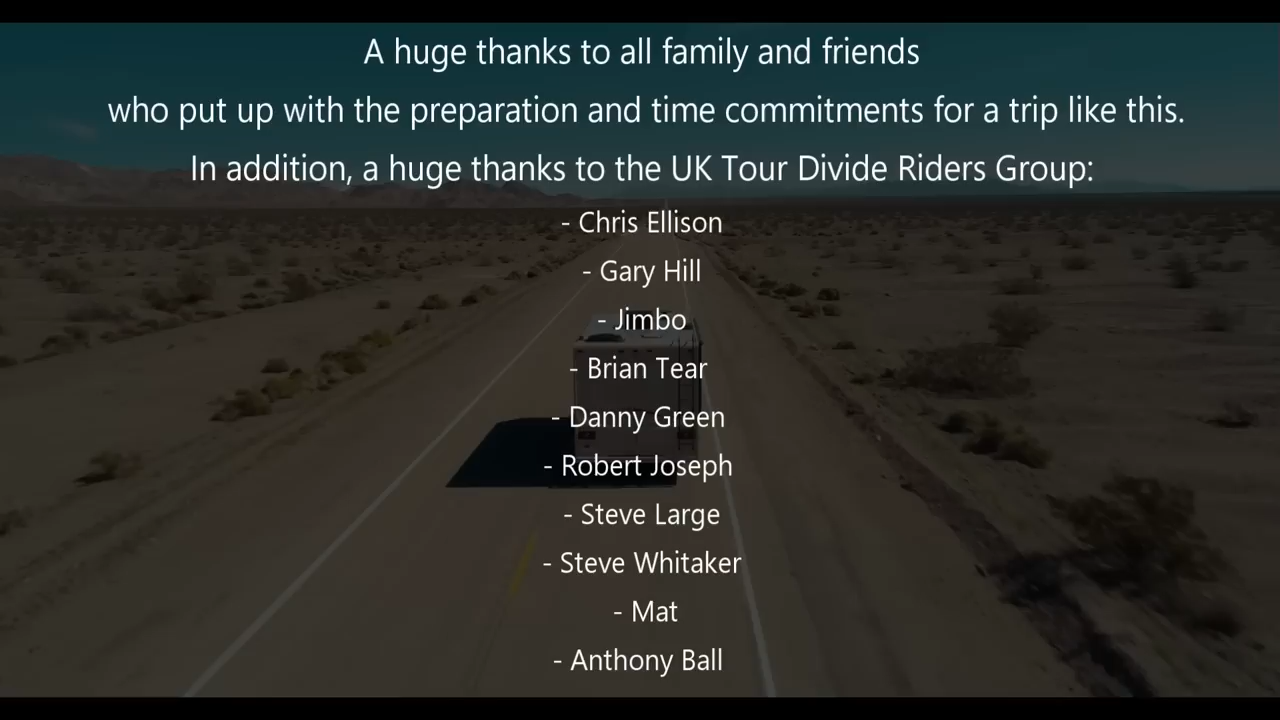 A huge thanks to all family and friends
who put up with the preparation and time commitments for a trip like this.
In addition, a huge thanks to the UK Tour Divide Riders Group:
- Chris Ellison
- Gary Hill
- Jimbo
- Brian Tear
- Danny Green
- Robert Joseph
- Steve Large
- Steve Whitaker
- Mat
- Anthony Ball